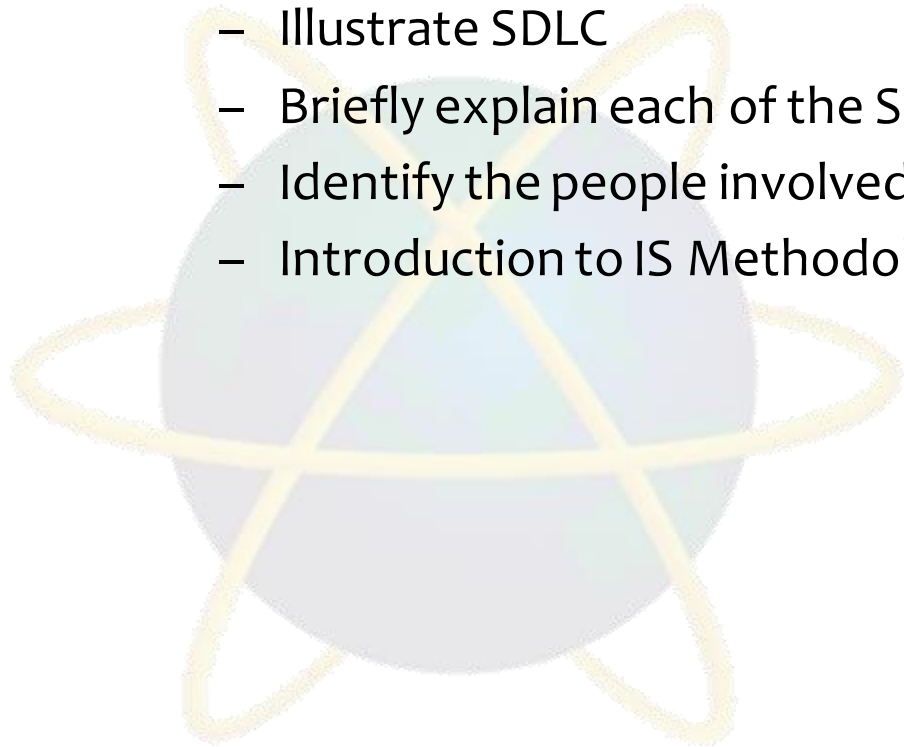 – Illustrate SDLC
– Briefly explain each of the S
– Identify the people involved
– Introduction to IS Methodo